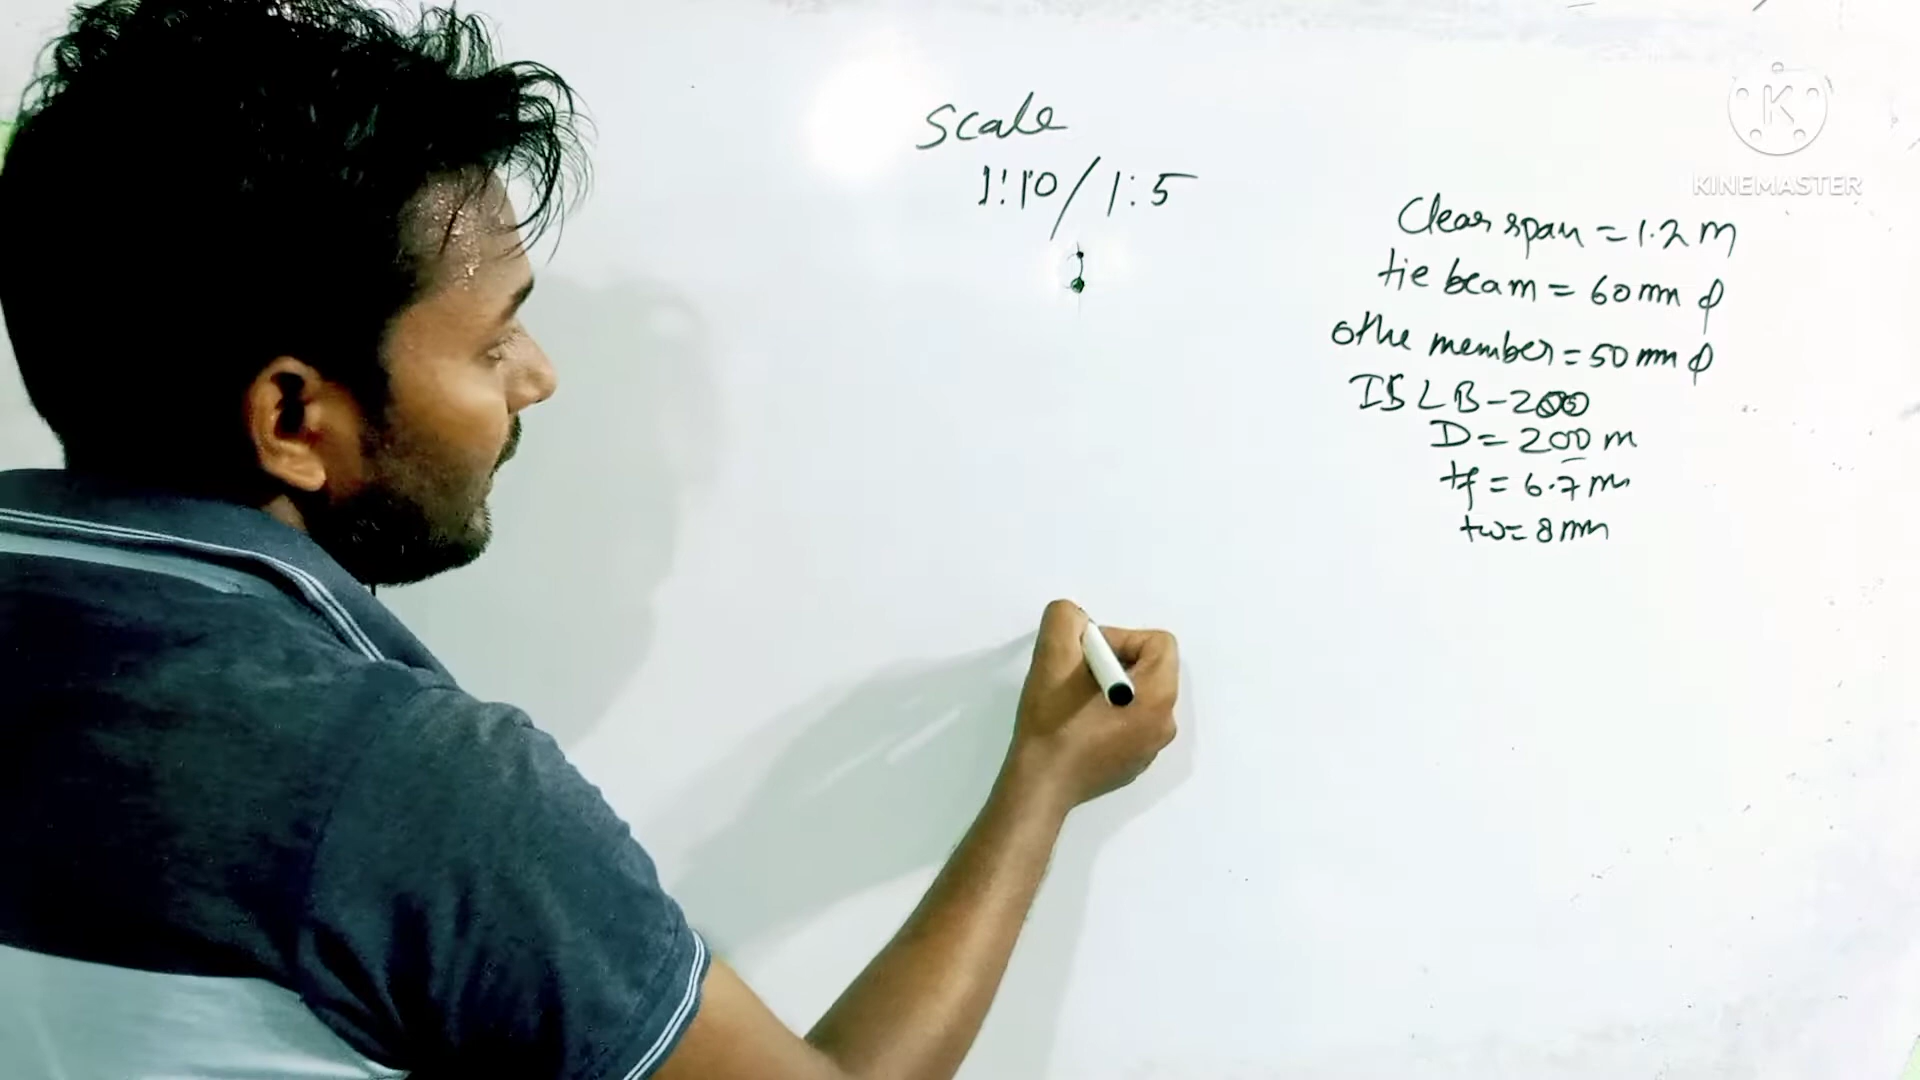 Scale
1:10/1:5
K
KINEMASTER
Clear span = 1.2 m
tie beam = 60 mm ϕ
othe member = 50 mm ϕ
ISLB-200
D = 200 m
tf = 6.7 m
tw = 8 mm